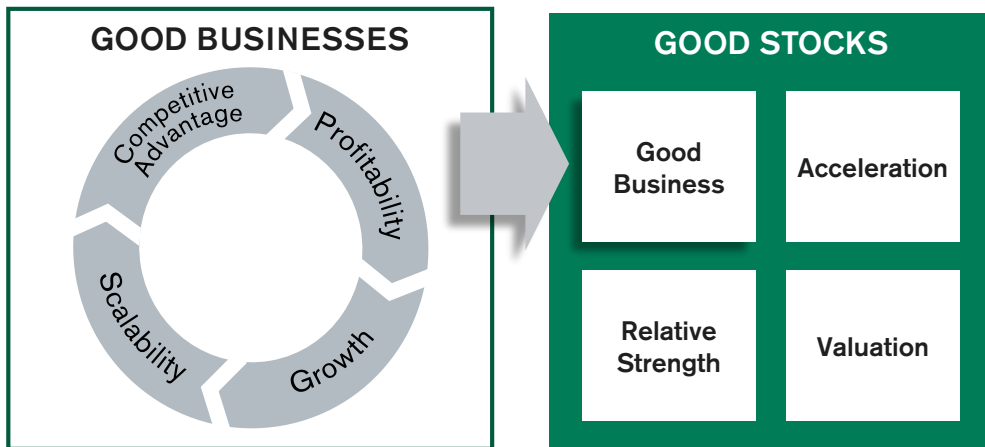 GOOD BUSINESSES
Competitive
Advantage
Profitability
Growth
Scalability
GOOD STOCKS
Good
Business
Acceleration
Relative
Strength
Valuation